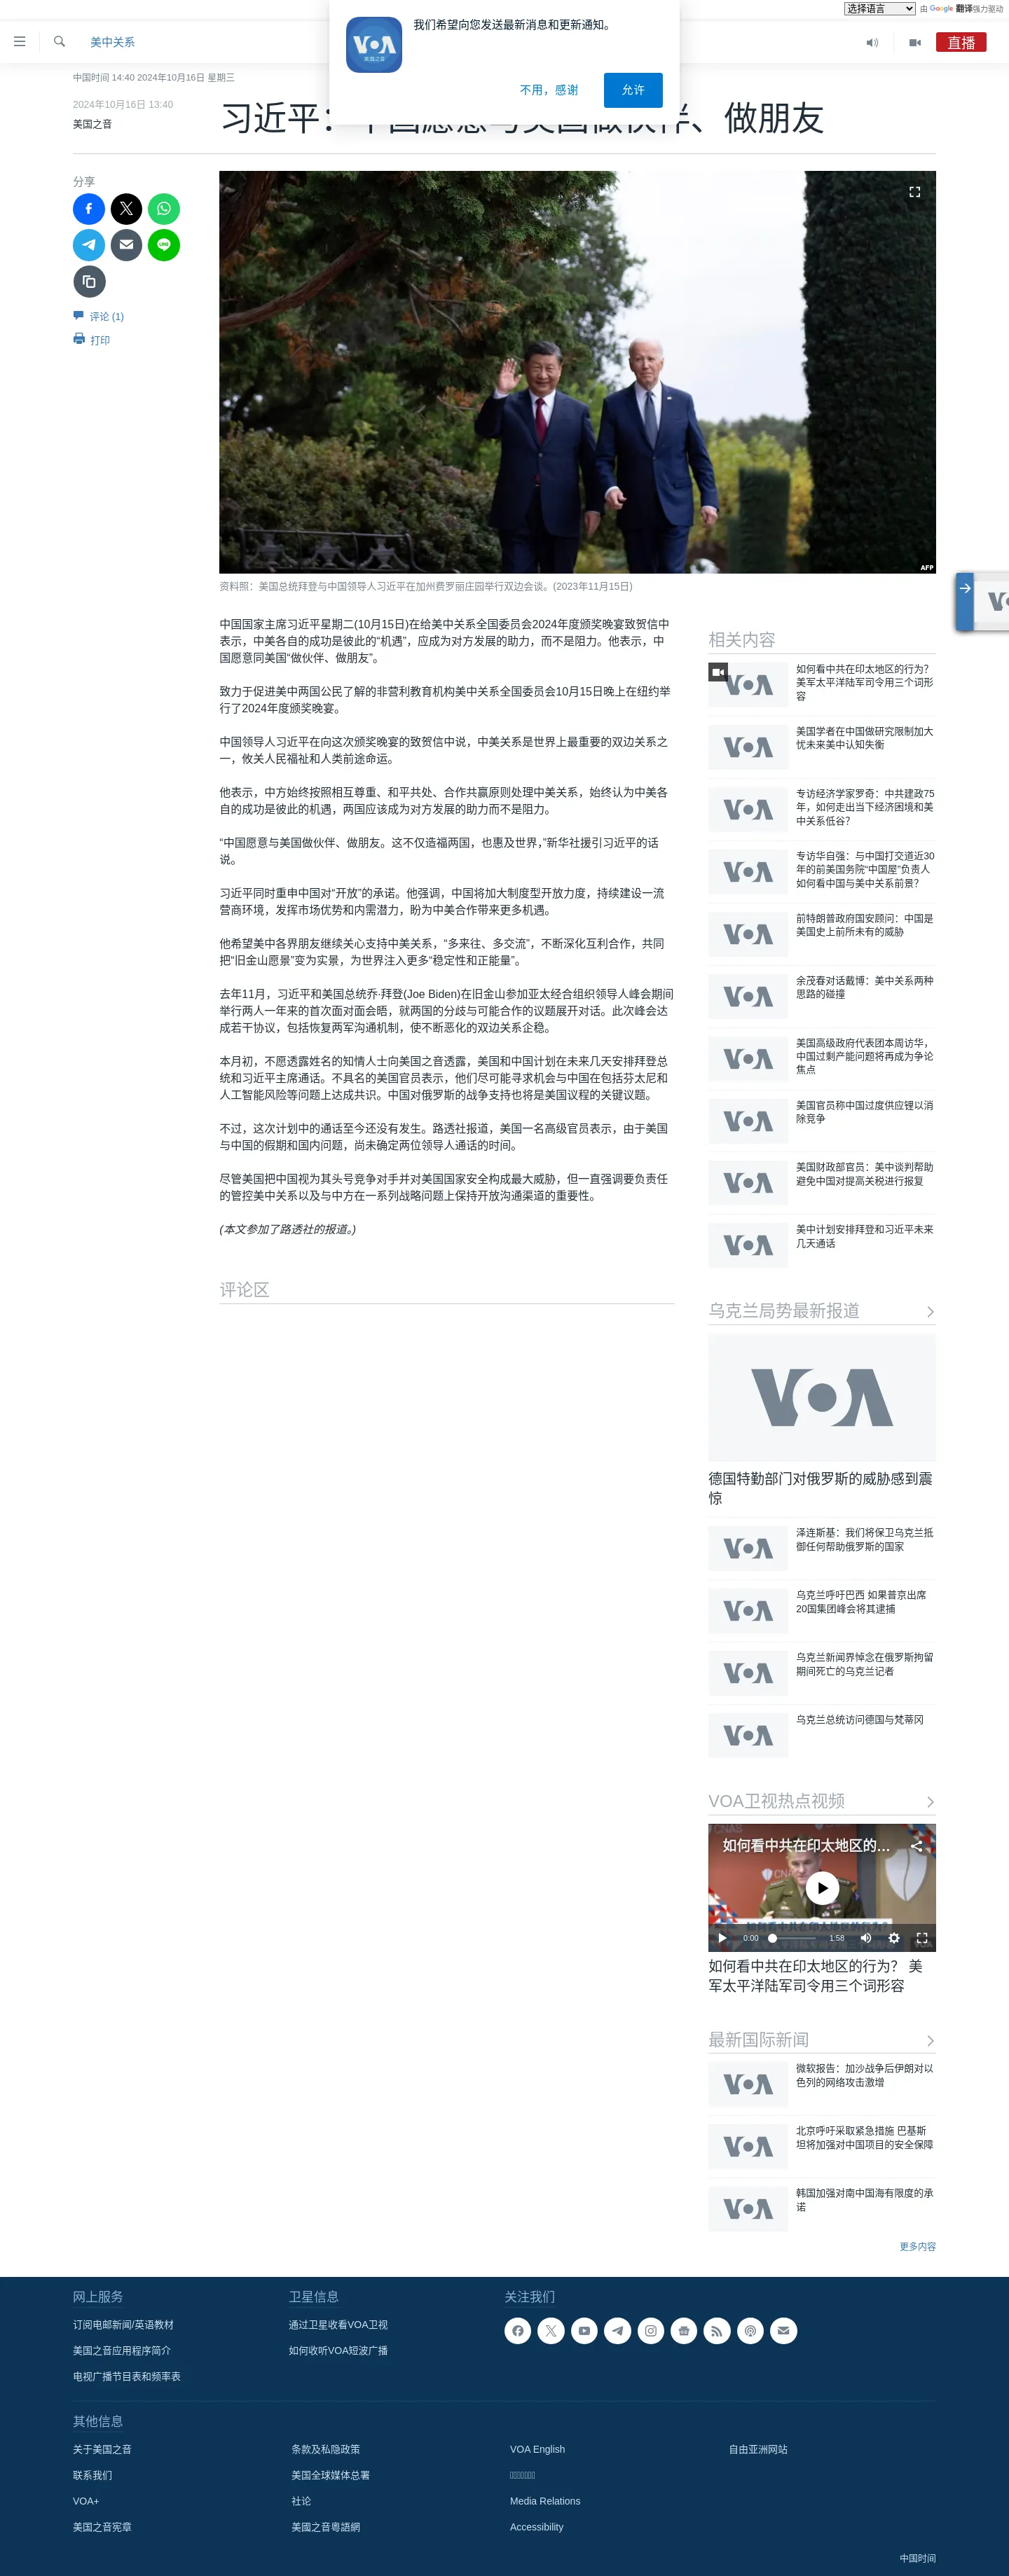 选择语言 由 Google 翻译强力驱动
VOA
美国之音
我们希望向您发送最新消息和更新通知。
不用，感谢
允许
美中关系
直播
中国时间 14:40 2024年10月16日 星期三
2024年10月16日 13:40
美国之音
习近平：中国愿意与美国做伙伴、做朋友
分享
评论 (1)
打印
AFP
资料照：美国总统拜登与中国领导人习近平在加州费罗丽庄园举行双边会谈。(2023年11月15日)
中国国家主席习近平星期二(10月15日)在给美中关系全国委员会2024年度颁奖晚宴致贺信中
表示，中美各自的成功是彼此的“机遇”，应成为对方发展的助力，而不是阻力。他表示，中
国愿意同美国“做伙伴、做朋友”。
致力于促进美中两国公民了解的非营利教育机构美中关系全国委员会10月15日晚上在纽约举
行了2024年度颁奖晚宴。
中国领导人习近平在向这次颁奖晚宴的致贺信中说，中美关系是世界上最重要的双边关系之
一，攸关人民福祉和人类前途命运。
他表示，中方始终按照相互尊重、和平共处、合作共赢原则处理中美关系，始终认为中美各
自的成功是彼此的机遇，两国应该成为对方发展的助力而不是阻力。
“中国愿意与美国做伙伴、做朋友。这不仅造福两国，也惠及世界，”新华社援引习近平的话
说。
习近平同时重申中国对“开放”的承诺。他强调，中国将加大制度型开放力度，持续建设一流
营商环境，发挥市场优势和内需潜力，盼为中美合作带来更多机遇。
他希望美中各界朋友继续关心支持中美关系，“多来往、多交流”，不断深化互利合作，共同
把“旧金山愿景”变为实景，为世界注入更多“稳定性和正能量”。
去年11月，习近平和美国总统乔·拜登(Joe Biden)在旧金山参加亚太经合组织领导人峰会期间
举行两人一年来的首次面对面会晤，就两国的分歧与可能合作的议题展开对话。此次峰会达
成若干协议，包括恢复两军沟通机制，使不断恶化的双边关系企稳。
本月初，不愿透露姓名的知情人士向美国之音透露，美国和中国计划在未来几天安排拜登总
统和习近平主席通话。不具名的美国官员表示，他们尽可能寻求机会与中国在包括芬太尼和
人工智能风险等问题上达成共识。中国对俄罗斯的战争支持也将是美国议程的关键议题。
不过，这次计划中的通话至今还没有发生。路透社报道，美国一名高级官员表示，由于美国
与中国的假期和国内问题，尚未确定两位领导人通话的时间。
尽管美国把中国视为其头号竞争对手并对美国国家安全构成最大威胁，但一直强调要负责任
的管控美中关系以及与中方在一系列战略问题上保持开放沟通渠道的重要性。
(本文参加了路透社的报道。)
评论区
相关内容
如何看中共在印太地区的行为？
美军太平洋陆军司令用三个词形
容
美国学者在中国做研究限制加大
忧未来美中认知失衡
专访经济学家罗奇：中共建政75
年，如何走出当下经济困境和美
中关系低谷？
专访华自强：与中国打交道近30
年的前美国务院“中国屋”负责人
如何看中国与美中关系前景？
前特朗普政府国安顾问：中国是
美国史上前所未有的威胁
余茂春对话戴博：美中关系两种
思路的碰撞
美国高级政府代表团本周访华，
中国过剩产能问题将再成为争论
焦点
美国官员称中国过度供应锂以消
除竞争
美国财政部官员：美中谈判帮助
避免中国对提高关税进行报复
美中计划安排拜登和习近平未来
几天通话
乌克兰局势最新报道
VOA
德国特勤部门对俄罗斯的威胁感到震
惊
泽连斯基：我们将保卫乌克兰抵
御任何帮助俄罗斯的国家
乌克兰呼吁巴西 如果普京出席
20国集团峰会将其逮捕
乌克兰新闻界悼念在俄罗斯拘留
期间死亡的乌克兰记者
乌克兰总统访问德国与梵蒂冈
VOA卫视热点视频
如何看中共在印太地区的...
0:00 1:58
如何看中共在印太地区的行为？ 美
军太平洋陆军司令用三个词形容
最新国际新闻
微软报告：加沙战争后伊朗对以
色列的网络攻击激增
北京呼吁采取紧急措施 巴基斯
坦将加强对中国项目的安全保障
韩国加强对南中国海有限度的承
诺
更多内容
网上服务
订阅电邮新闻/英语教材
美国之音应用程序简介
电视广播节目表和频率表
卫星信息
通过卫星收看VOA卫视
如何收听VOA短波广播
关注我们
其他信息
关于美国之音
联系我们
VOA+
美国之音宪章
条款及私隐政策
美国全球媒体总署
社论
美國之音粵語網
VOA English
Media Relations
Accessibility
自由亚洲网站
中国时间